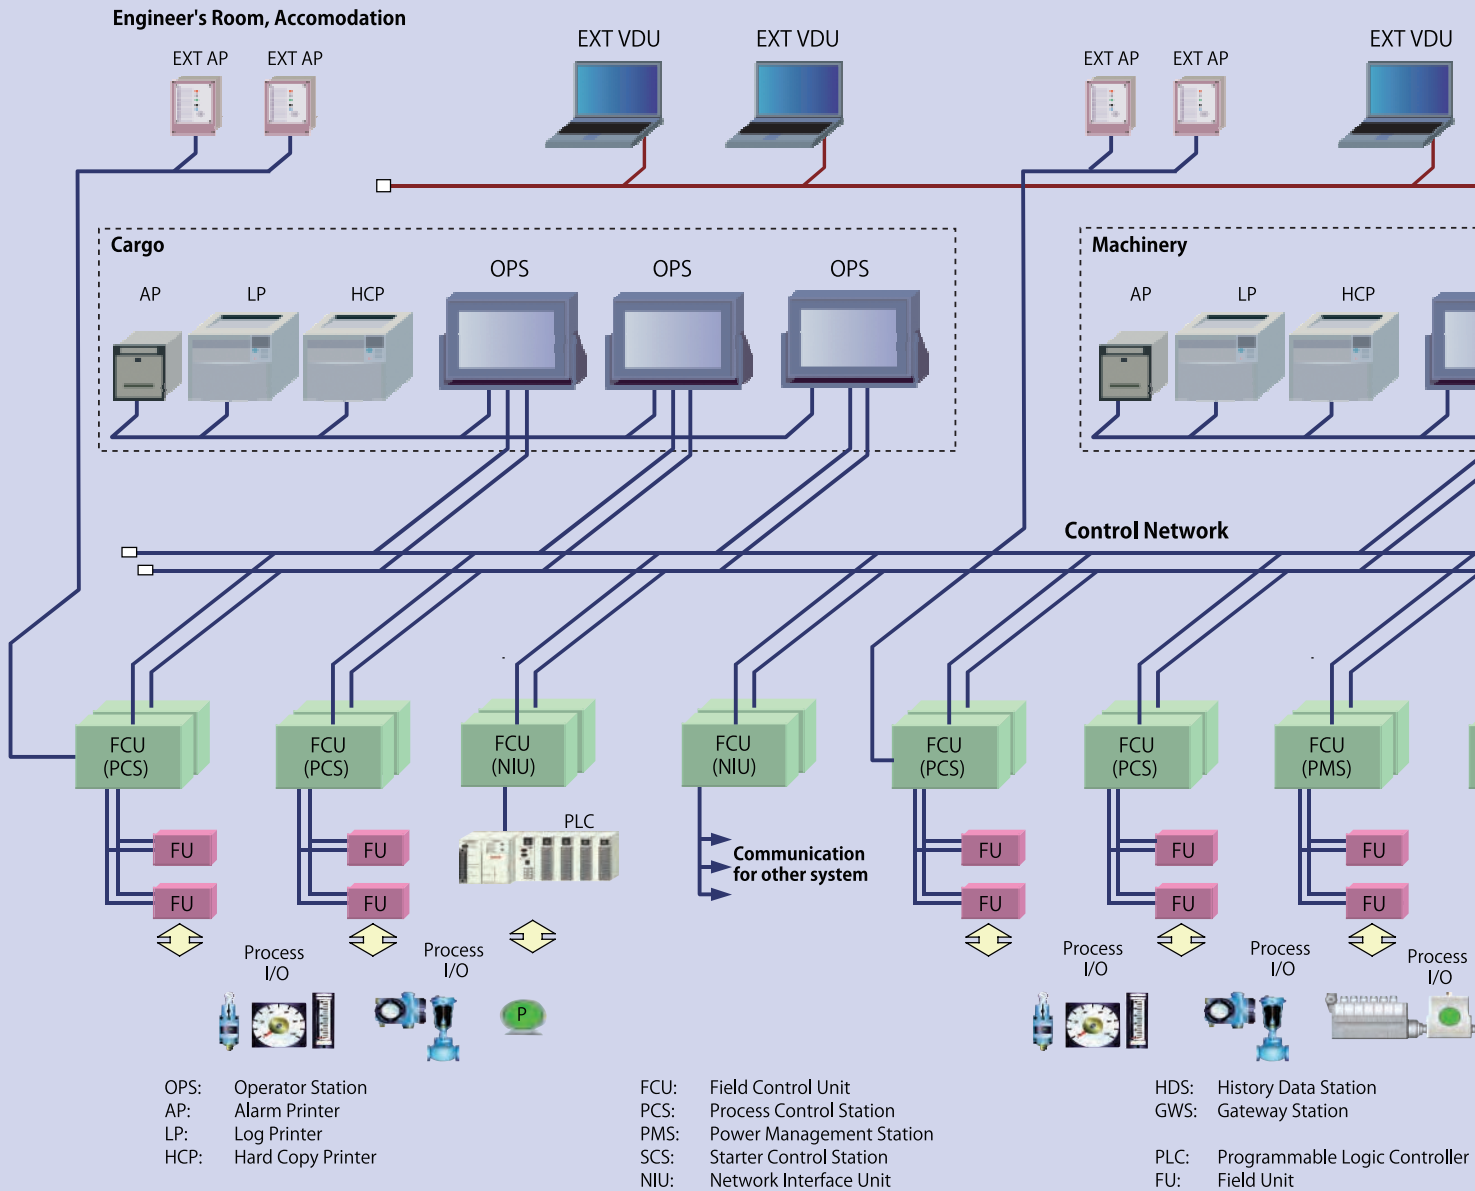 Engineer's Room, Accomodation
EXT AP EXT AP EXT VDU EXT VDU EXT AP EXT AP EXT VDU
Cargo
AP LP HCP OPS OPS OPS
Machinery
AP LP HCP
Control Network
FCU
(PCS)
FCU
(PCS)
FCU
(NIU)
FCU
(NIU)
FCU
(PCS)
FCU
(PCS)
FCU
(PMS)
PLC
FU FU FU FU FU
Communication
for other system
FU FU FU FU FU
Process
I/O
Process
I/O
Process
I/O
Process
I/O
Process
I/O
P
OPS: Operator Station
AP: Alarm Printer
LP: Log Printer
HCP: Hard Copy Printer
FCU: Field Control Unit
PCS: Process Control Station
PMS: Power Management Station
SCS: Starter Control Station
NIU: Network Interface Unit
HDS: History Data Station
GWS: Gateway Station
PLC: Programmable Logic Controller
FU: Field Unit